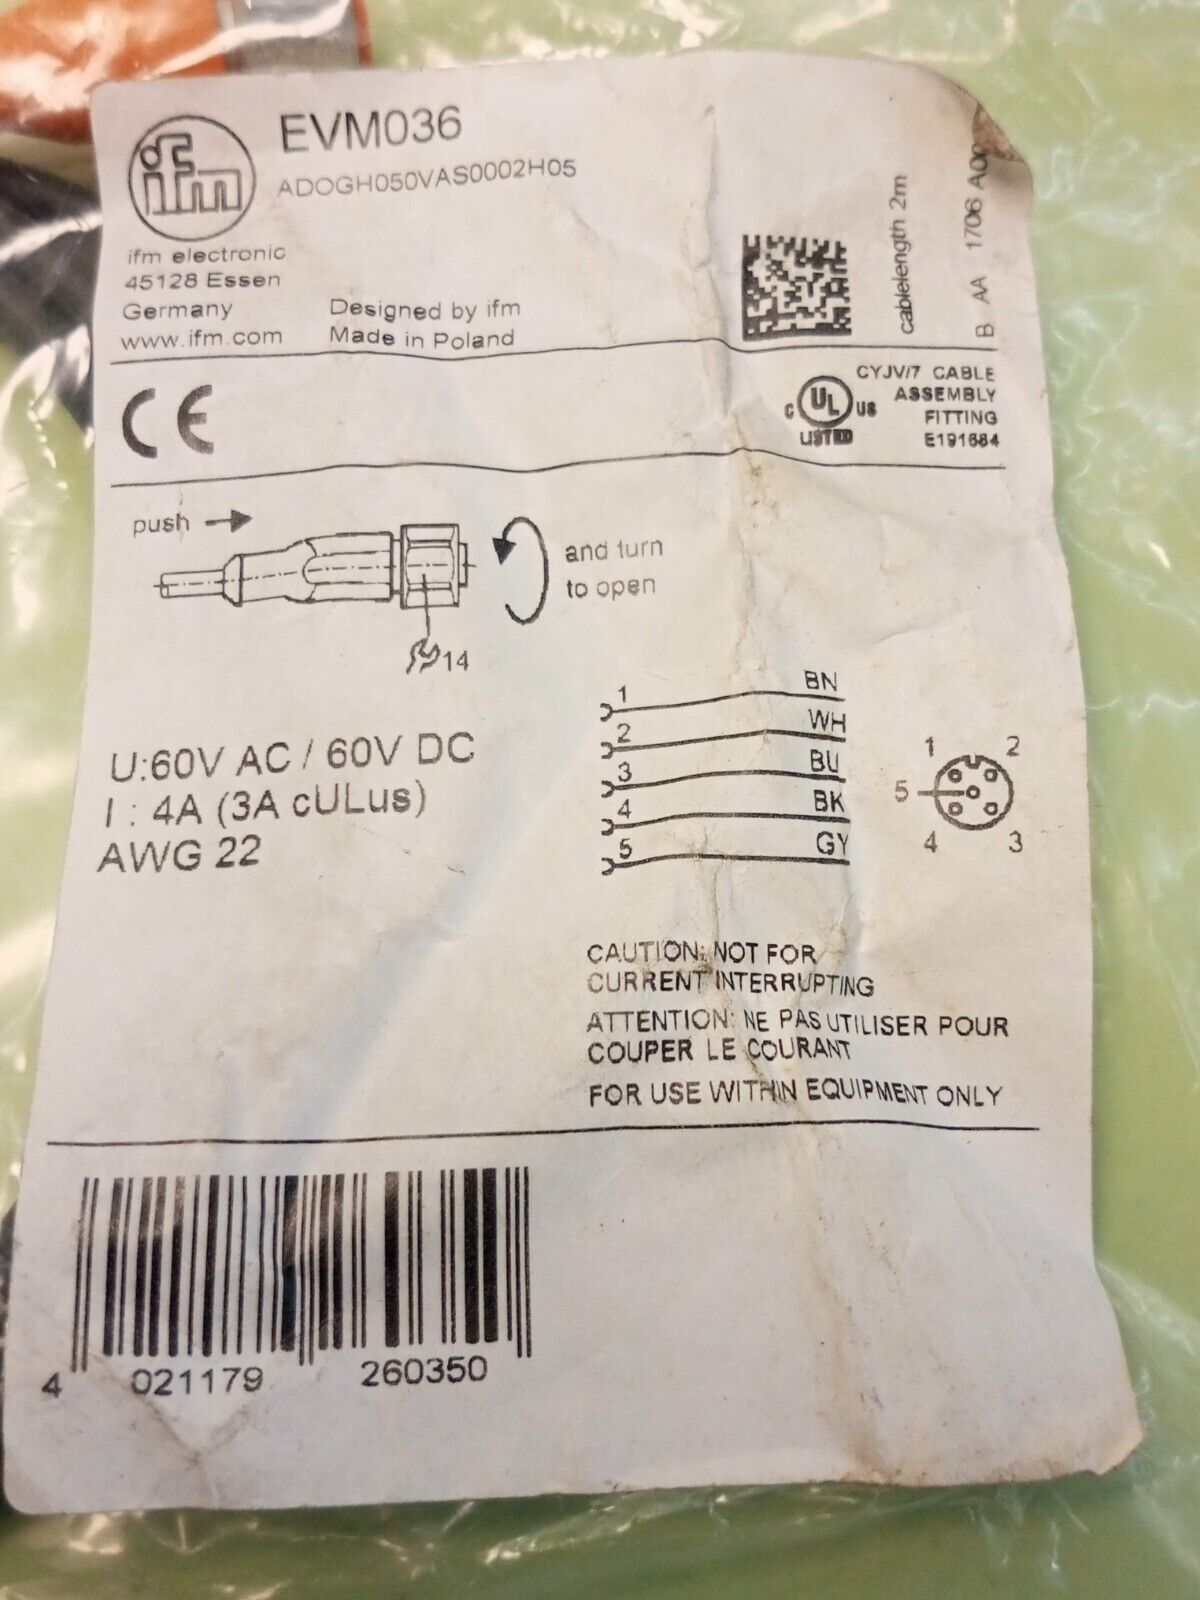 ifm
EVM036
ADOGH050VAS0002H05
ifm electronic
45128 Essen
Germany
www.ifm.com
Designed by ifm
Made in Poland
cablelength 2m
B AA 1706
CE
C UL US
LISTED
CYJV/7 CABLE
ASSEMBLY
FITTING
E191684
push
and turn
to open
14
U:60V AC / 60V DC
I : 4A (3A cULus)
AWG 22
1 BN
2 WH
3 BU
4 BK
5 GY
1 2
5
4 3
CAUTION: NOT FOR
CURRENT INTERRUPTING
ATTENTION: NE PAS UTILISER POUR
COUPER LE COURANT
FOR USE WITHIN EQUIPMENT ONLY
4 021179 260350